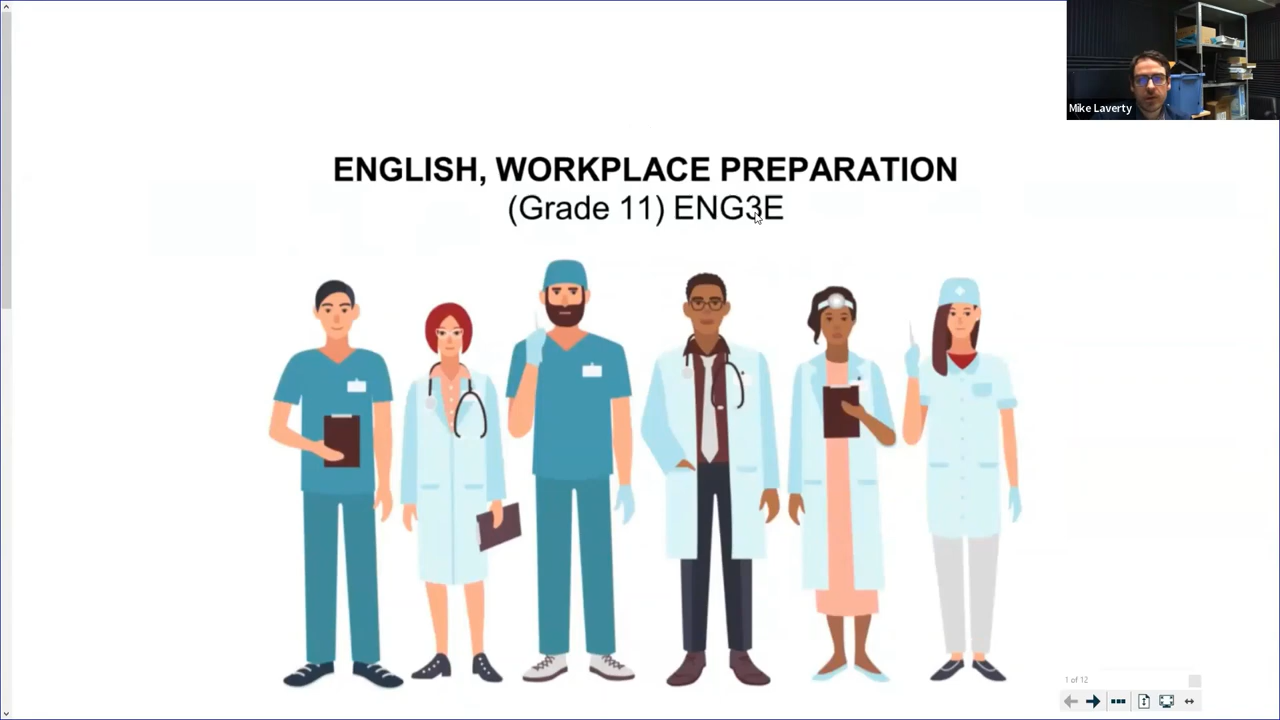 Mike Laverty
ENGLISH, WORKPLACE PREPARATION
(Grade 11) ENG3E
1 of 12